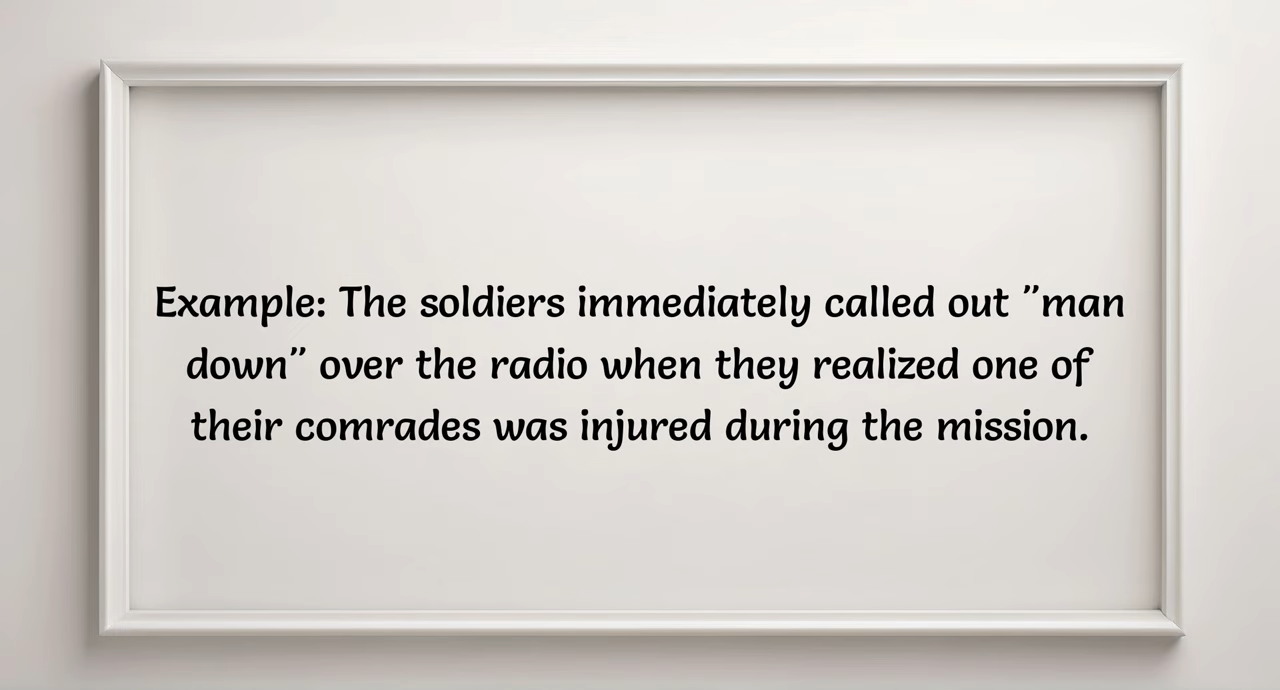 Example: The soldiers immediately called out "man
down" over the radio when they realized one of
their comrades was injured during the mission.